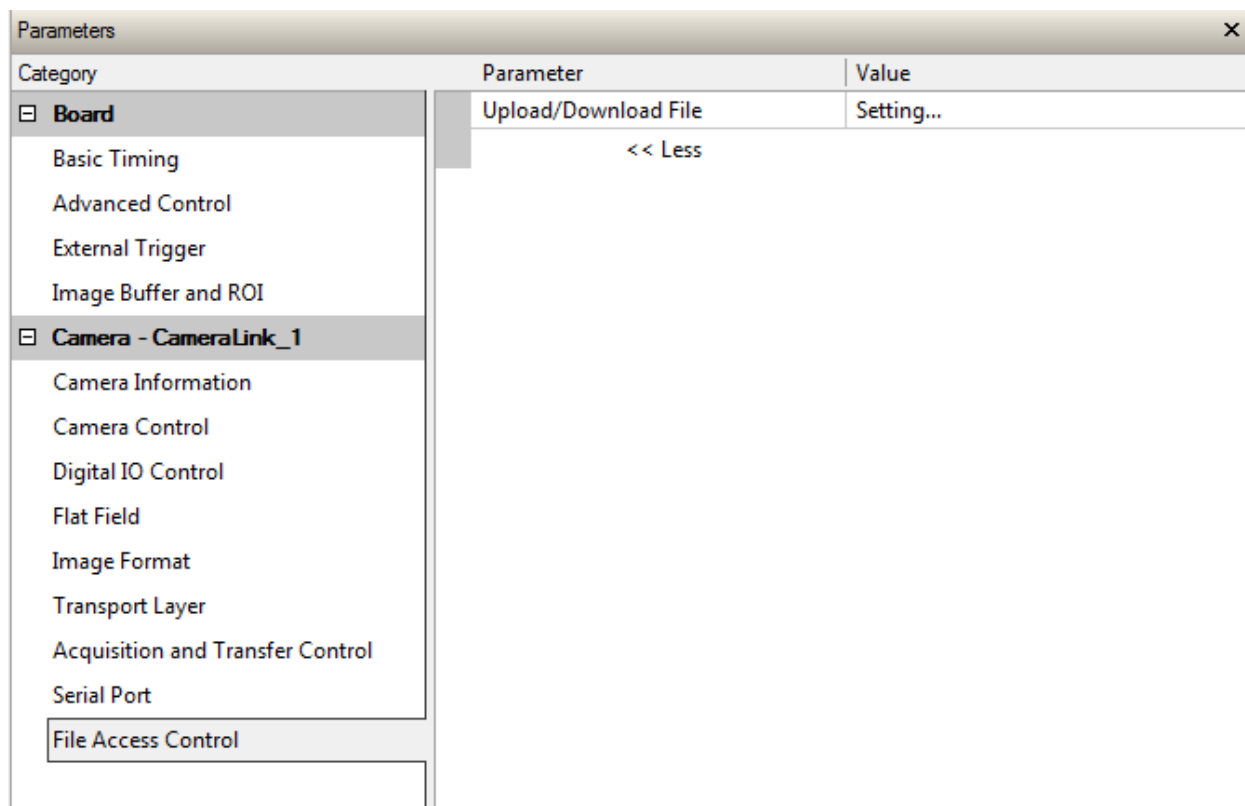 Parameters
Category Parameter Value
Board Upload/Download File Setting...
Basic Timing << Less
Advanced Control
External Trigger
Image Buffer and ROI
Camera - CameraLink_1
Camera Information
Camera Control
Digital IO Control
Flat Field
Image Format
Transport Layer
Acquisition and Transfer Control
Serial Port
File Access Control